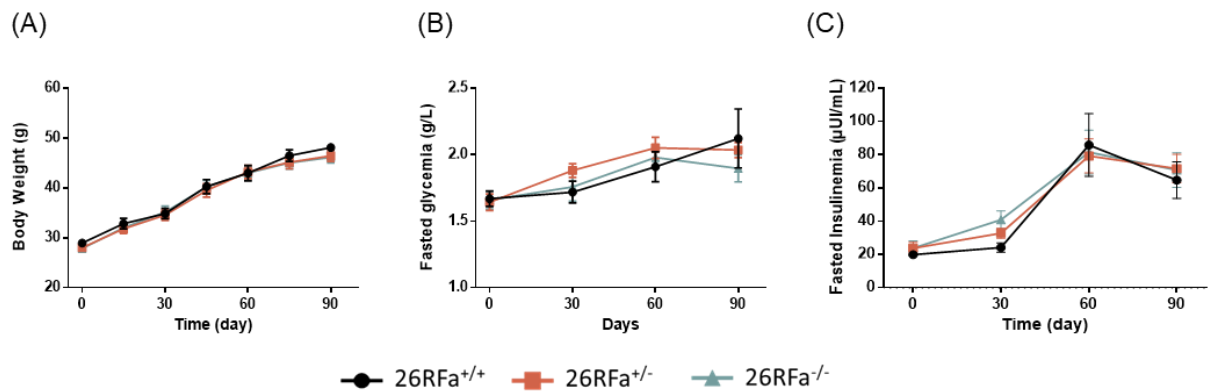 (A)
(B)
(C)
60
50
40
30
20
Body Weight (g)
0 30 60 90
Time (day)
2.5
2.0
1.5
1.0
Fasted glycemia (g/L)
0 30 60 90
Days
120
100
80
60
40
20
0
Fasted Insulinemia (µUI/mL)
0 30 60 90
Time (day)
26RFa+/+ 26RFa+/- 26RFa-/-